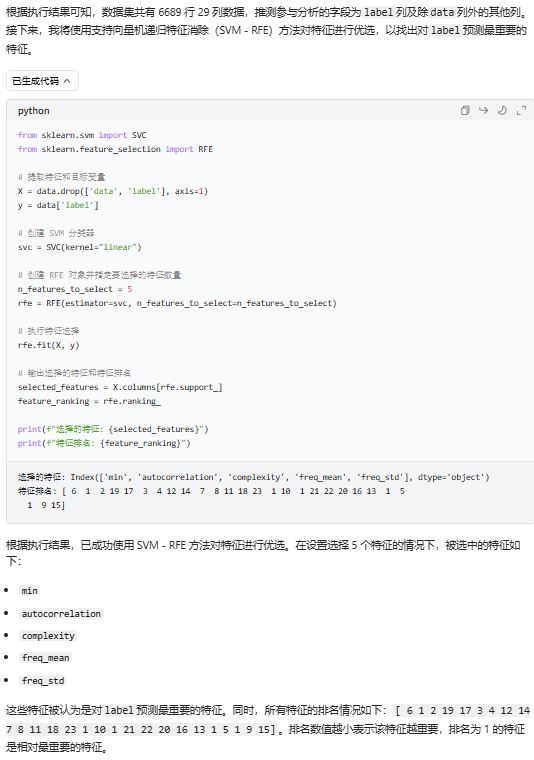 根据执行结果可知，数据集共有 6689 行 29 列数据，推测参与分析的字段为 label 列及除 data 列外的其他列。
接下来，我将使用支持向量机递归特征消除（SVM - RFE）方法对特征进行优选，以找出对 label 预测最重要的
特征。
已生成代码
python
from sklearn.svm import SVC
from sklearn.feature_selection import RFE
# 提取特征和目标变量
X = data.drop(['data', 'label'], axis=1)
y = data['label']
# 创建 SVM 分类器
svc = SVC(kernel="linear")
# 创建 RFE 对象并指定要选择的特征数量
n_features_to_select = 5
rfe = RFE(estimator=svc, n_features_to_select=n_features_to_select)
# 执行特征选择
rfe.fit(X, y)
# 输出选择的特征和特征排名
selected_features = X.columns[rfe.support_]
feature_ranking = rfe.ranking_
print(f"选择的特征: {selected_features}")
print(f"特征排名: {feature_ranking}")
选择的特征: Index(['min', 'autocorrelation', 'complexity', 'freq_mean', 'freq_std'], dtype='object')
特征排名: [ 6  1  2 19 17  3  4 12 14  7  8 11 18 23  1 10  1 21 22 20 16 13  1  5
  1  9 15]
根据执行结果，已成功使用 SVM - RFE 方法对特征进行优选。在设置选择 5 个特征的情况下，被选中的特征如
下：
• min
• autocorrelation
• complexity
• freq_mean
• freq_std
这些特征被认为是对 label 预测最重要的特征。同时，所有特征的排名情况如下：[ 6 1 2 19 17 3 4 12 14
7 8 11 18 23 1 10 1 21 22 20 16 13 1 5 1 9 15]。排名数值越小表示该特征越重要，排名为 1 的特征
是相对最重要的特征。